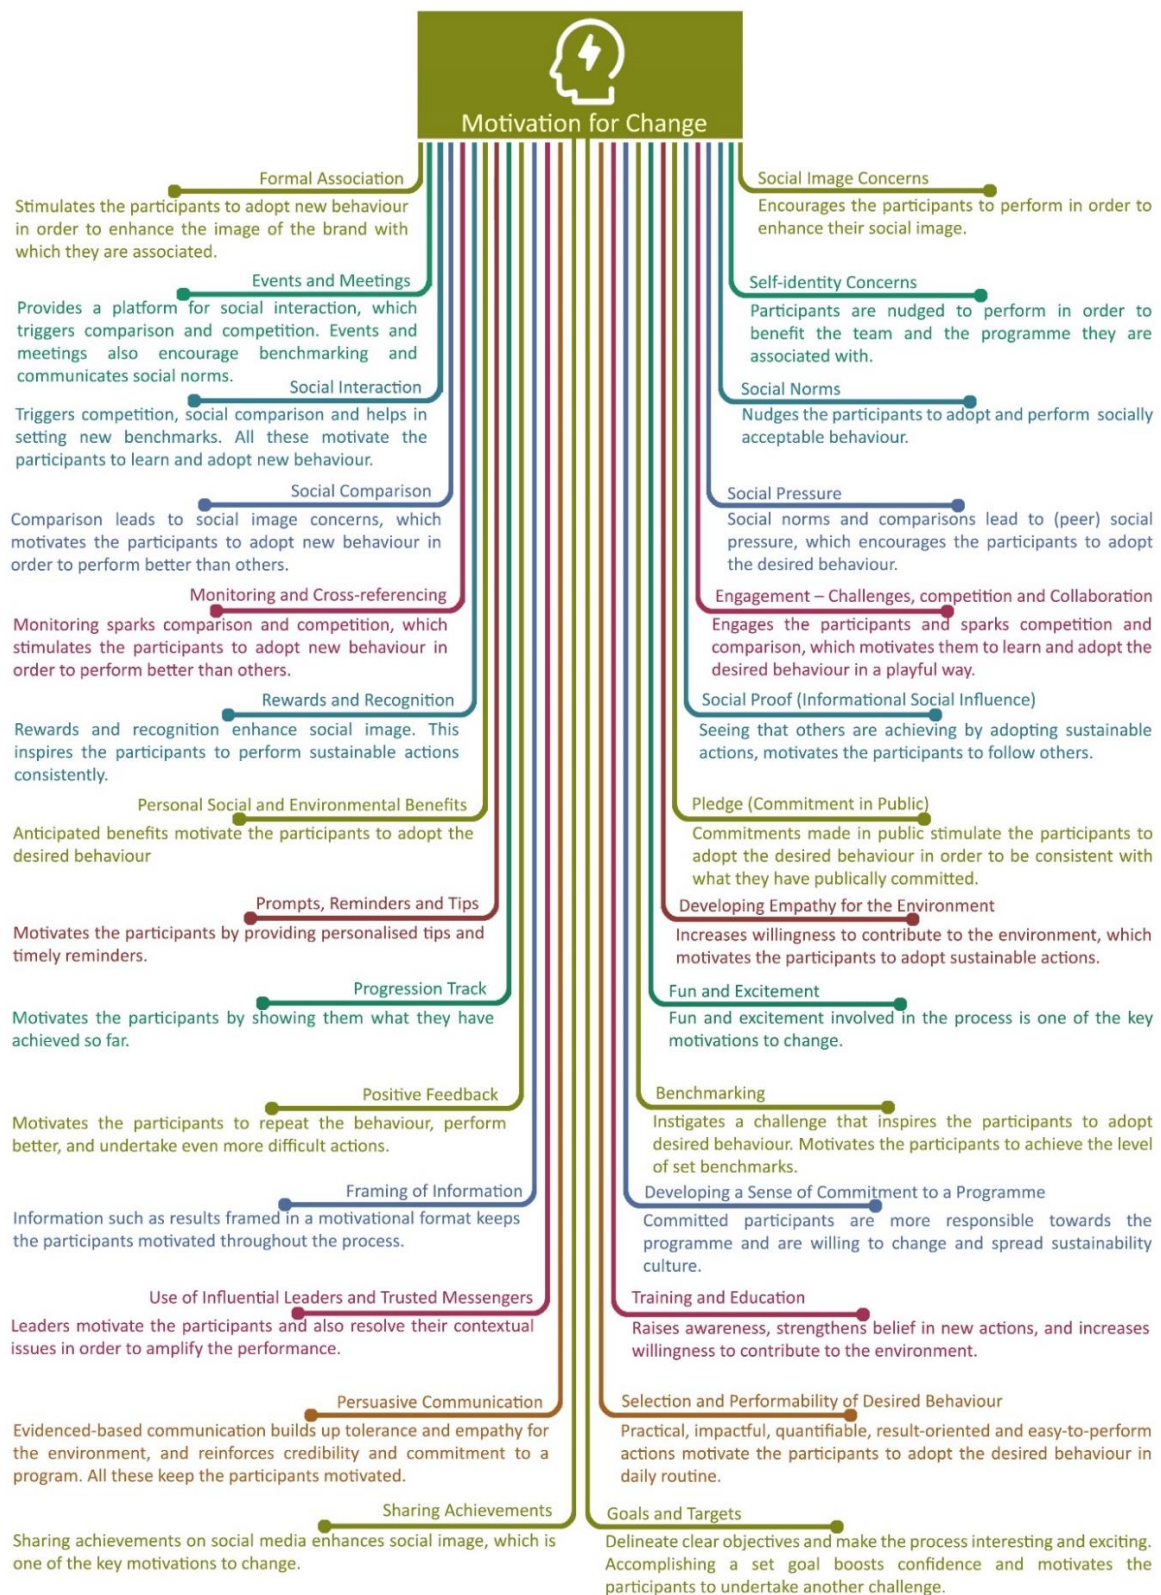 Motivation for Change
Formal Association
Stimulates the participants to adopt new behaviour
in order to enhance the image of the brand with
which they are associated.
Events and Meetings
Provides a platform for social interaction, which
triggers comparison and competition. Events and
meetings also encourage benchmarking and
communicates social norms.
Social Interaction
Triggers competition, social comparison and helps in
setting new benchmarks. All these motivate the
participants to learn and adopt new behaviour.
Social Comparison
Comparison leads to social image concerns, which
motivates the participants to adopt new behaviour in
order to perform better than others.
Monitoring and Cross-referencing
Monitoring sparks comparison and competition, which
stimulates the participants to adopt new behaviour in
order to perform better than others.
Rewards and Recognition
Rewards and recognition enhance social image. This
inspires the participants to perform sustainable actions
consistently.
Personal Social and Environmental Benefits
Anticipated benefits motivate the participants to adopt the
desired behaviour
Prompts, Reminders and Tips
Motivates the participants by providing personalised tips and
timely reminders.
Progression Track
Motivates the participants by showing them what they have
achieved so far.
Positive Feedback
Motivates the participants to repeat the behaviour, perform
better, and undertake even more difficult actions.
Framing of Information
Information such as results framed in a motivational format keeps
the participants motivated throughout the process.
Use of Influential Leaders and Trusted Messengers
Leaders motivate the participants and also resolve their contextual
issues in order to amplify the performance.
Persuasive Communication
Evidenced-based communication builds up tolerance and empathy for
the environment, and reinforces credibility and commitment to a
program. All these keep the participants motivated.
Sharing Achievements
Sharing achievements on social media enhances social image, which is
one of the key motivations to change.
Social Image Concerns
Encourages the participants to perform in order to
enhance their social image.
Self-identity Concerns
Participants are nudged to perform in order to
benefit the team and the programme they are
associated with.
Social Norms
Nudges the participants to adopt and perform socially
acceptable behaviour.
Social Pressure
Social norms and comparisons lead to (peer) social
pressure, which encourages the participants to adopt
the desired behaviour.
Engagement – Challenges, competition and Collaboration
Engages the participants and sparks competition and
comparison, which motivates them to learn and adopt the
desired behaviour in a playful way.
Social Proof (Informational Social Influence)
Seeing that others are achieving by adopting sustainable
actions, motivates the participants to follow others.
Pledge (Commitment in Public)
Commitments made in public stimulate the participants to
adopt the desired behaviour in order to be consistent with
what they have publically committed.
Developing Empathy for the Environment
Increases willingness to contribute to the environment, which
motivates the participants to adopt sustainable actions.
Fun and Excitement
Fun and excitement involved in the process is one of the key
motivations to change.
Benchmarking
Instigates a challenge that inspires the participants to adopt
desired behaviour. Motivates the participants to achieve the level
of set benchmarks.
Developing a Sense of Commitment to a Programme
Committed participants are more responsible towards the
programme and are willing to change and spread sustainability
culture.
Training and Education
Raises awareness, strengthens belief in new actions, and increases
willingness to contribute to the environment.
Selection and Performability of Desired Behaviour
Practical, impactful, quantifiable, result-oriented and easy-to-perform
actions motivate the participants to adopt the desired behaviour in
daily routine.
Goals and Targets
Delineate clear objectives and make the process interesting and exciting.
Accomplishing a set goal boosts confidence and motivates the
participants to undertake another challenge.